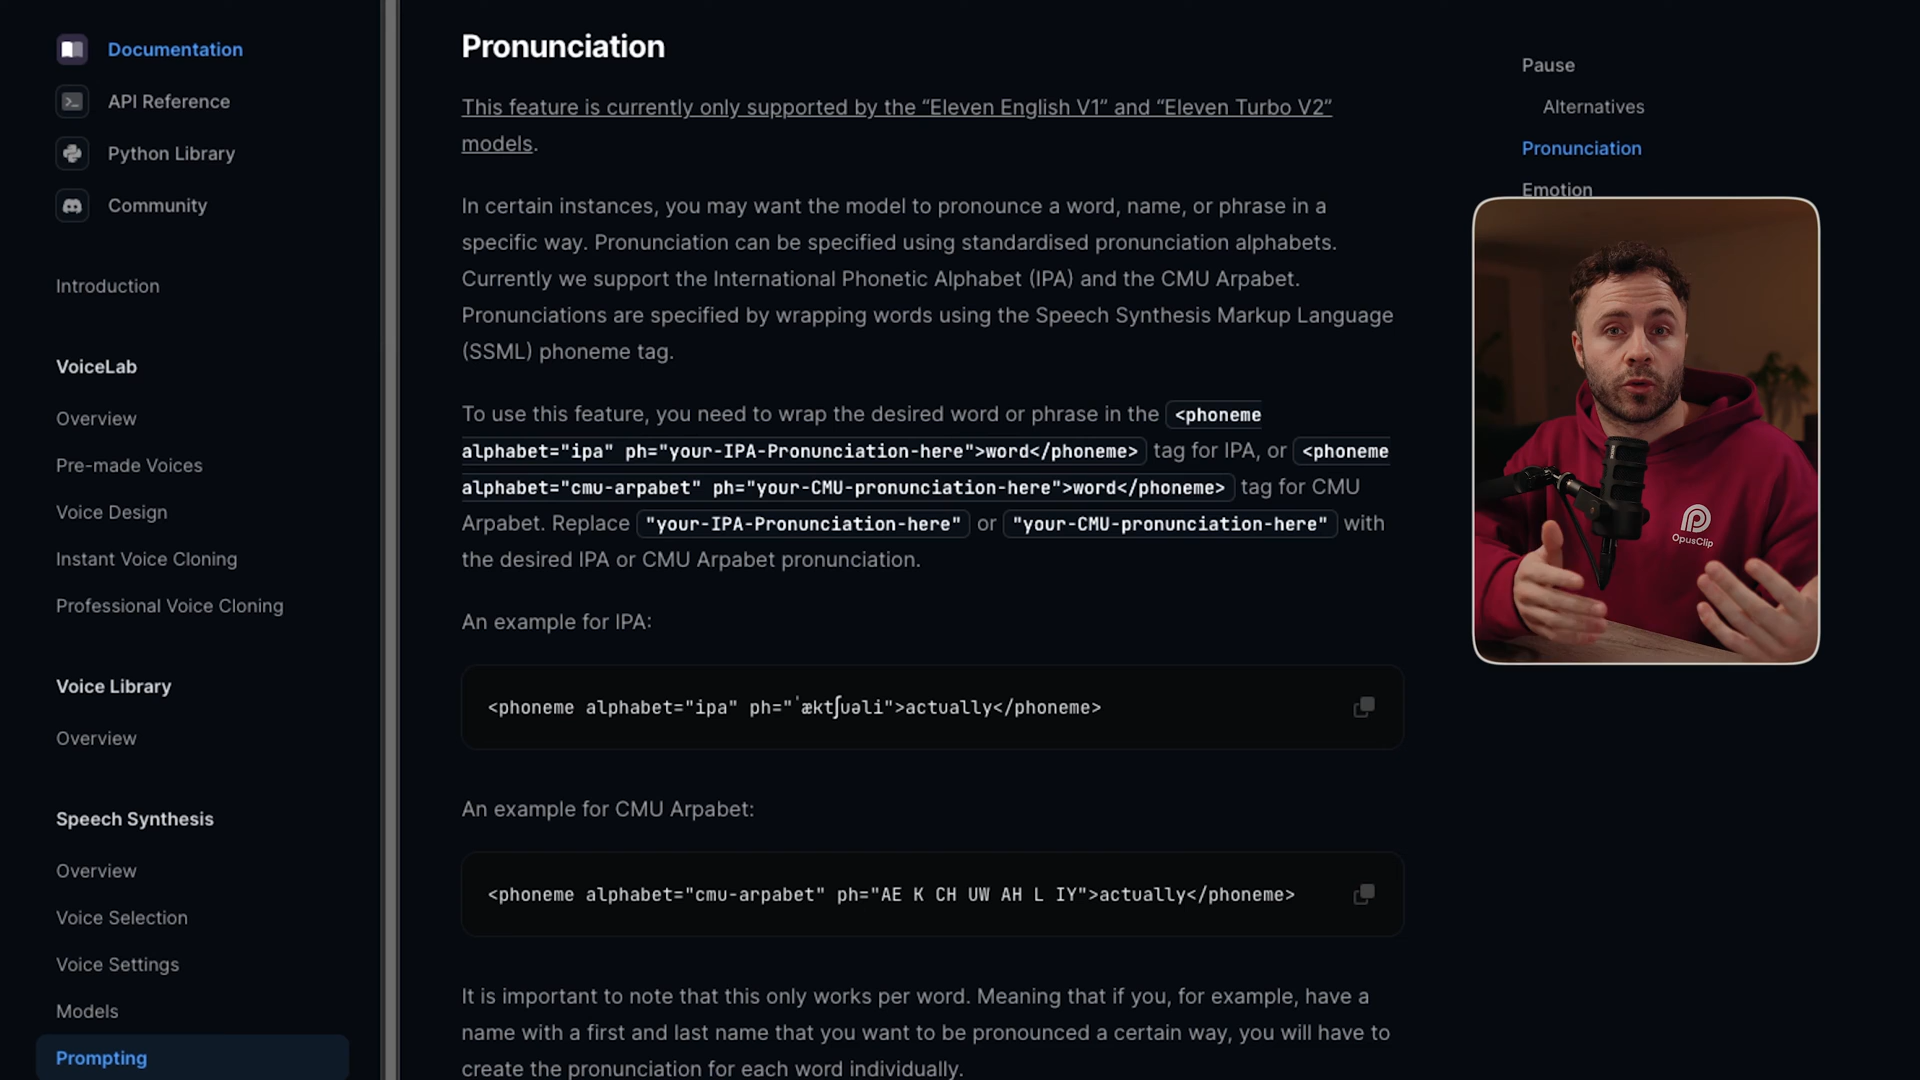 Documentation
API Reference
Python Library
Community
Introduction
VoiceLab
Overview
Pre-made Voices
Voice Design
Instant Voice Cloning
Professional Voice Cloning
Voice Library
Overview
Speech Synthesis
Overview
Voice Selection
Voice Settings
Models
Prompting
Pronunciation
This feature is currently only supported by the “Eleven English V1” and “Eleven Turbo V2”
models.
In certain instances, you may want the model to pronounce a word, name, or phrase in a
specific way. Pronunciation can be specified using standardised pronunciation alphabets.
Currently we support the International Phonetic Alphabet (IPA) and the CMU Arpabet.
Pronunciations are specified by wrapping words using the Speech Synthesis Markup Language
(SSML) phoneme tag.
To use this feature, you need to wrap the desired word or phrase in the <phoneme
alphabet="ipa" ph="your-IPA-Pronunciation-here">word</phoneme> tag for IPA, or <phoneme
alphabet="cmu-arpabet" ph="your-CMU-pronunciation-here">word</phoneme> tag for CMU
Arpabet. Replace "your-IPA-Pronunciation-here" or "your-CMU-pronunciation-here" with
the desired IPA or CMU Arpabet pronunciation.
An example for IPA:
<phoneme alphabet="ipa" ph="ˈæktʃuəli">actually</phoneme>
An example for CMU Arpabet:
<phoneme alphabet="cmu-arpabet" ph="AE K CH UW AH L IY">actually</phoneme>
It is important to note that this only works per word. Meaning that if you, for example, have a
name with a first and last name that you want to be pronounced a certain way, you will have to
create the pronunciation for each word individually.
Pause
Alternatives
Pronunciation
Emotion
OpusClip